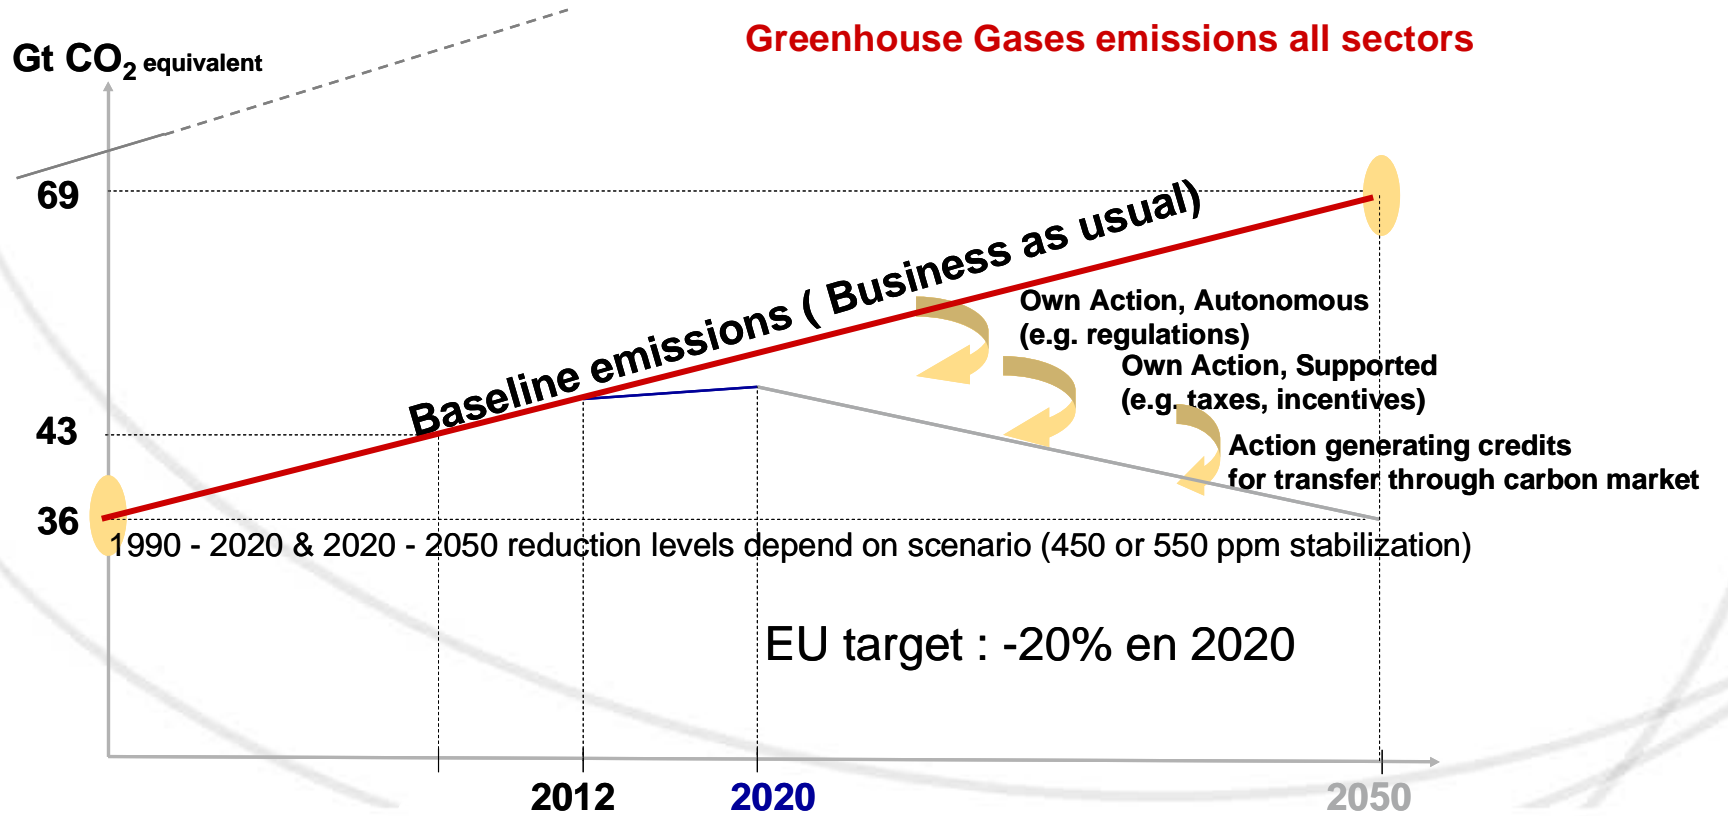 Greenhouse Gases emissions all sectors
Gt CO₂ equivalent
69
Baseline emissions ( Business as usual)
Own Action, Autonomous
(e.g. regulations)
Own Action, Supported
(e.g. taxes, incentives)
43
Action generating credits
for transfer through carbon market
36
1990 - 2020 & 2020 - 2050 reduction levels depend on scenario (450 or 550 ppm stabilization)
EU target : -20% en 2020
2012
2020
2050